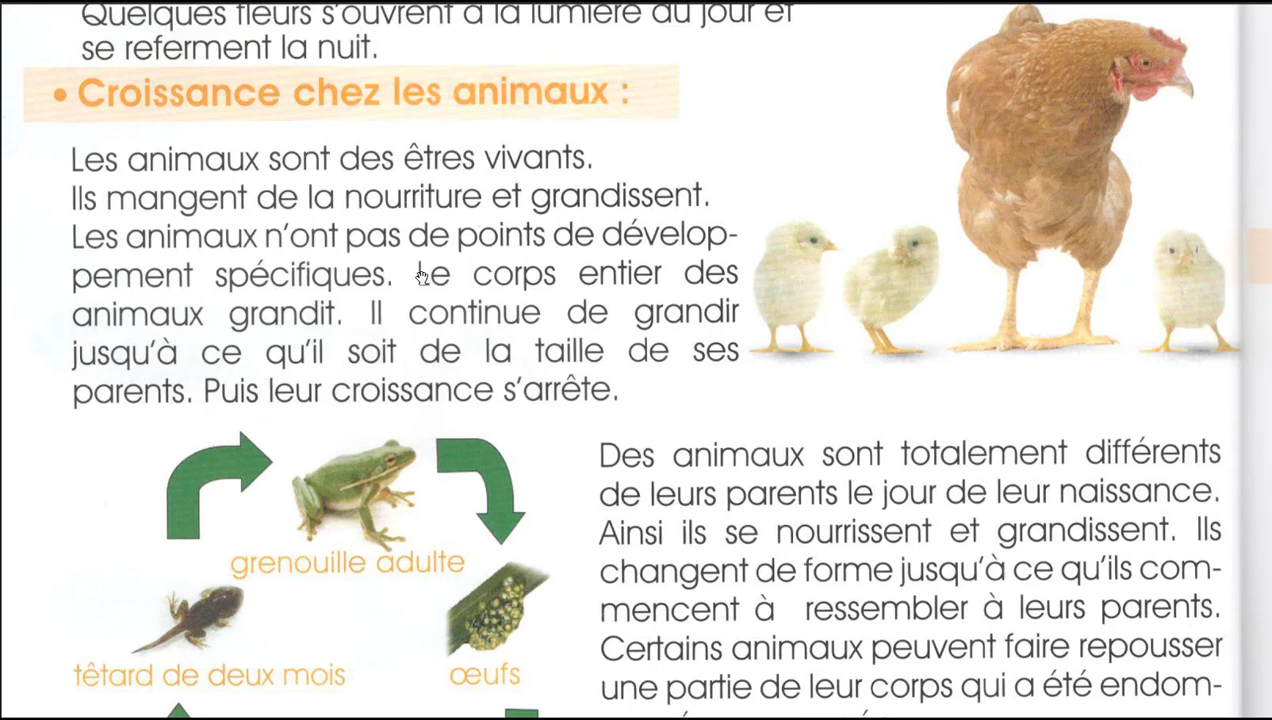 Quelques fleurs s'ouvrent à la lumière du jour et
se referment la nuit.
• Croissance chez les animaux :
Les animaux sont des êtres vivants.
Ils mangent de la nourriture et grandissent.
Les animaux n'ont pas de points de dévelop-
pement spécifiques. Le corps entier des
animaux grandit. Il continue de grandir
jusqu'à ce qu'il soit de la taille de ses
parents. Puis leur croissance s'arrête.
grenouille adulte
têtard de deux mois
œufs
Des animaux sont totalement différents
de leurs parents le jour de leur naissance.
Ainsi ils se nourrissent et grandissent. Ils
changent de forme jusqu'à ce qu'ils com-
mencent à ressembler à leurs parents.
Certains animaux peuvent faire repousser
une partie de leur corps qui a été endom-